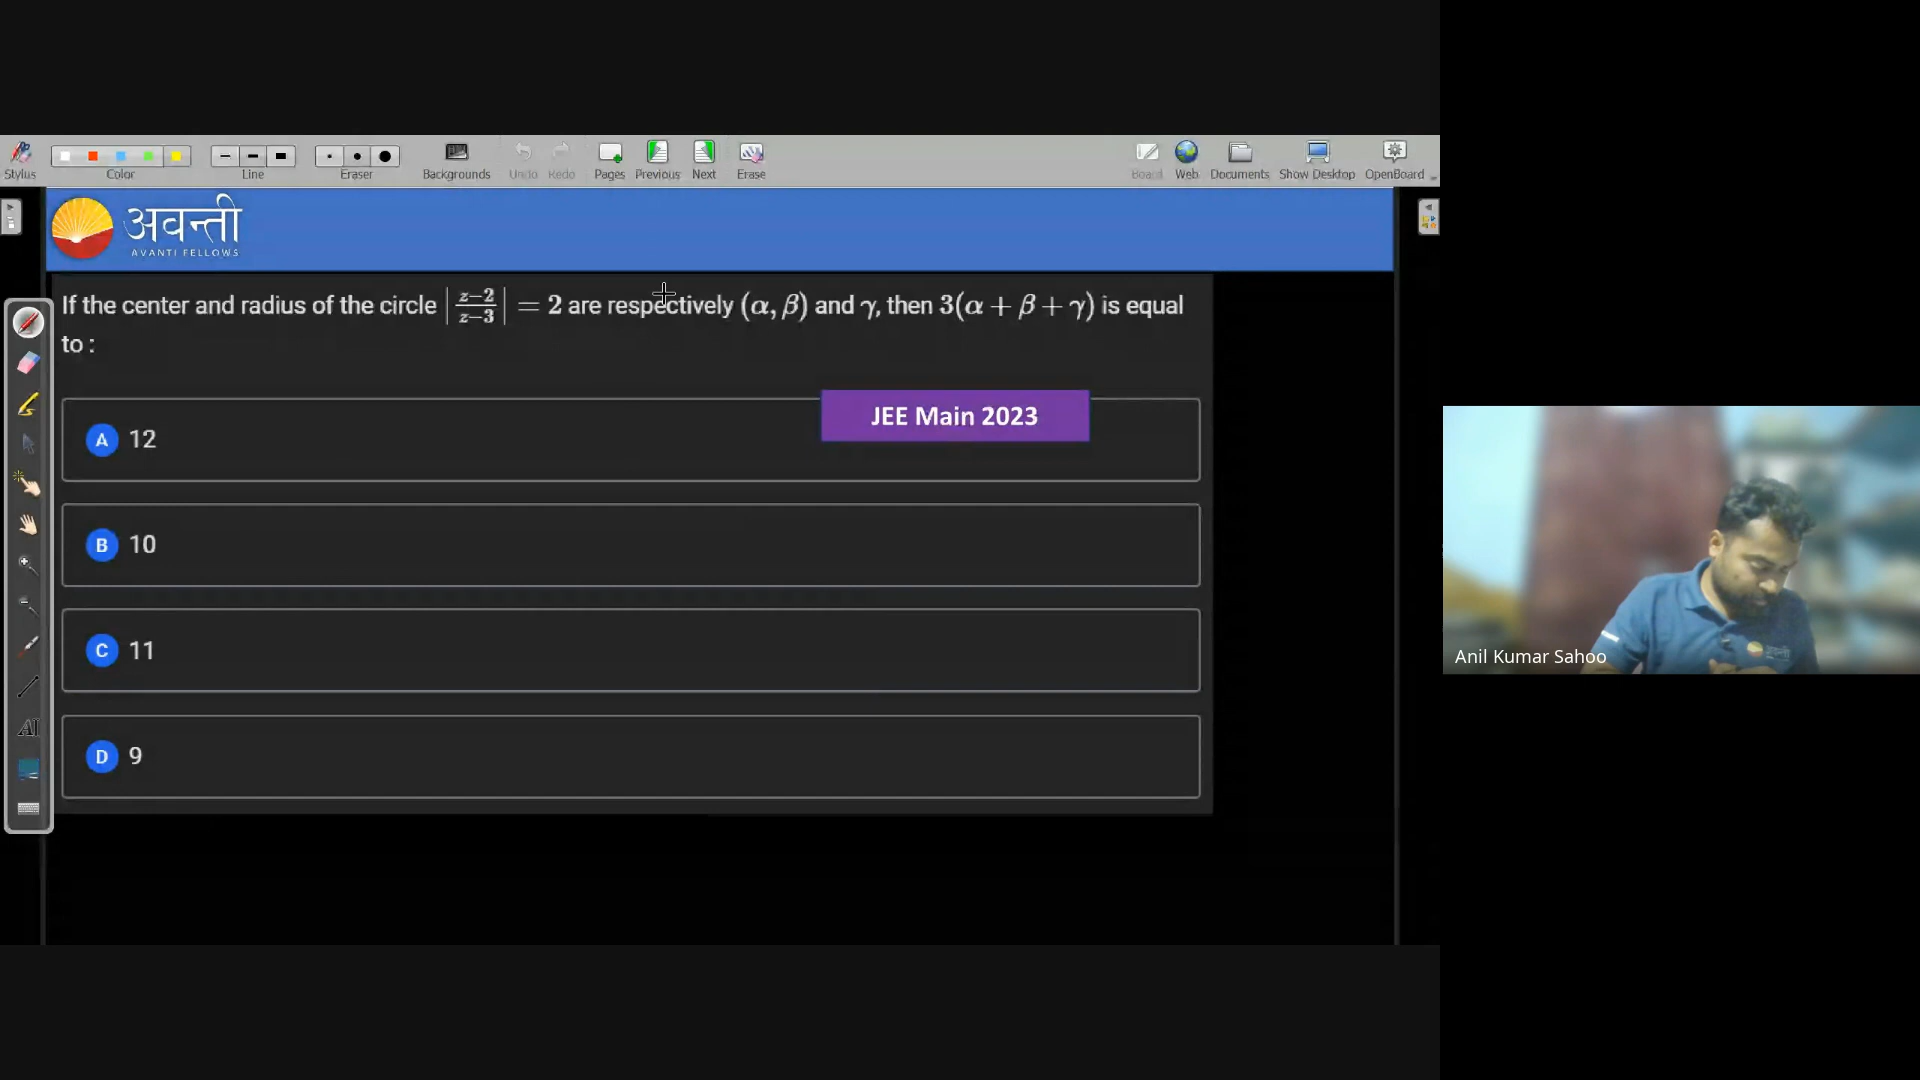 Stylus
Color
Line
Eraser
Backgrounds
Undo
Redo
Pages
Previous
Next
Erase
Board
Web
Documents
Show Desktop
OpenBoard
अवन्ती
AVANTI FELLOWS
If the center and radius of the circle |z−2/z−3| = 2 are respectively (α, β) and γ, then 3(α + β + γ) is equal
to :
JEE Main 2023
A 12
B 10
C 11
D 9
AI
Anil Kumar Sahoo